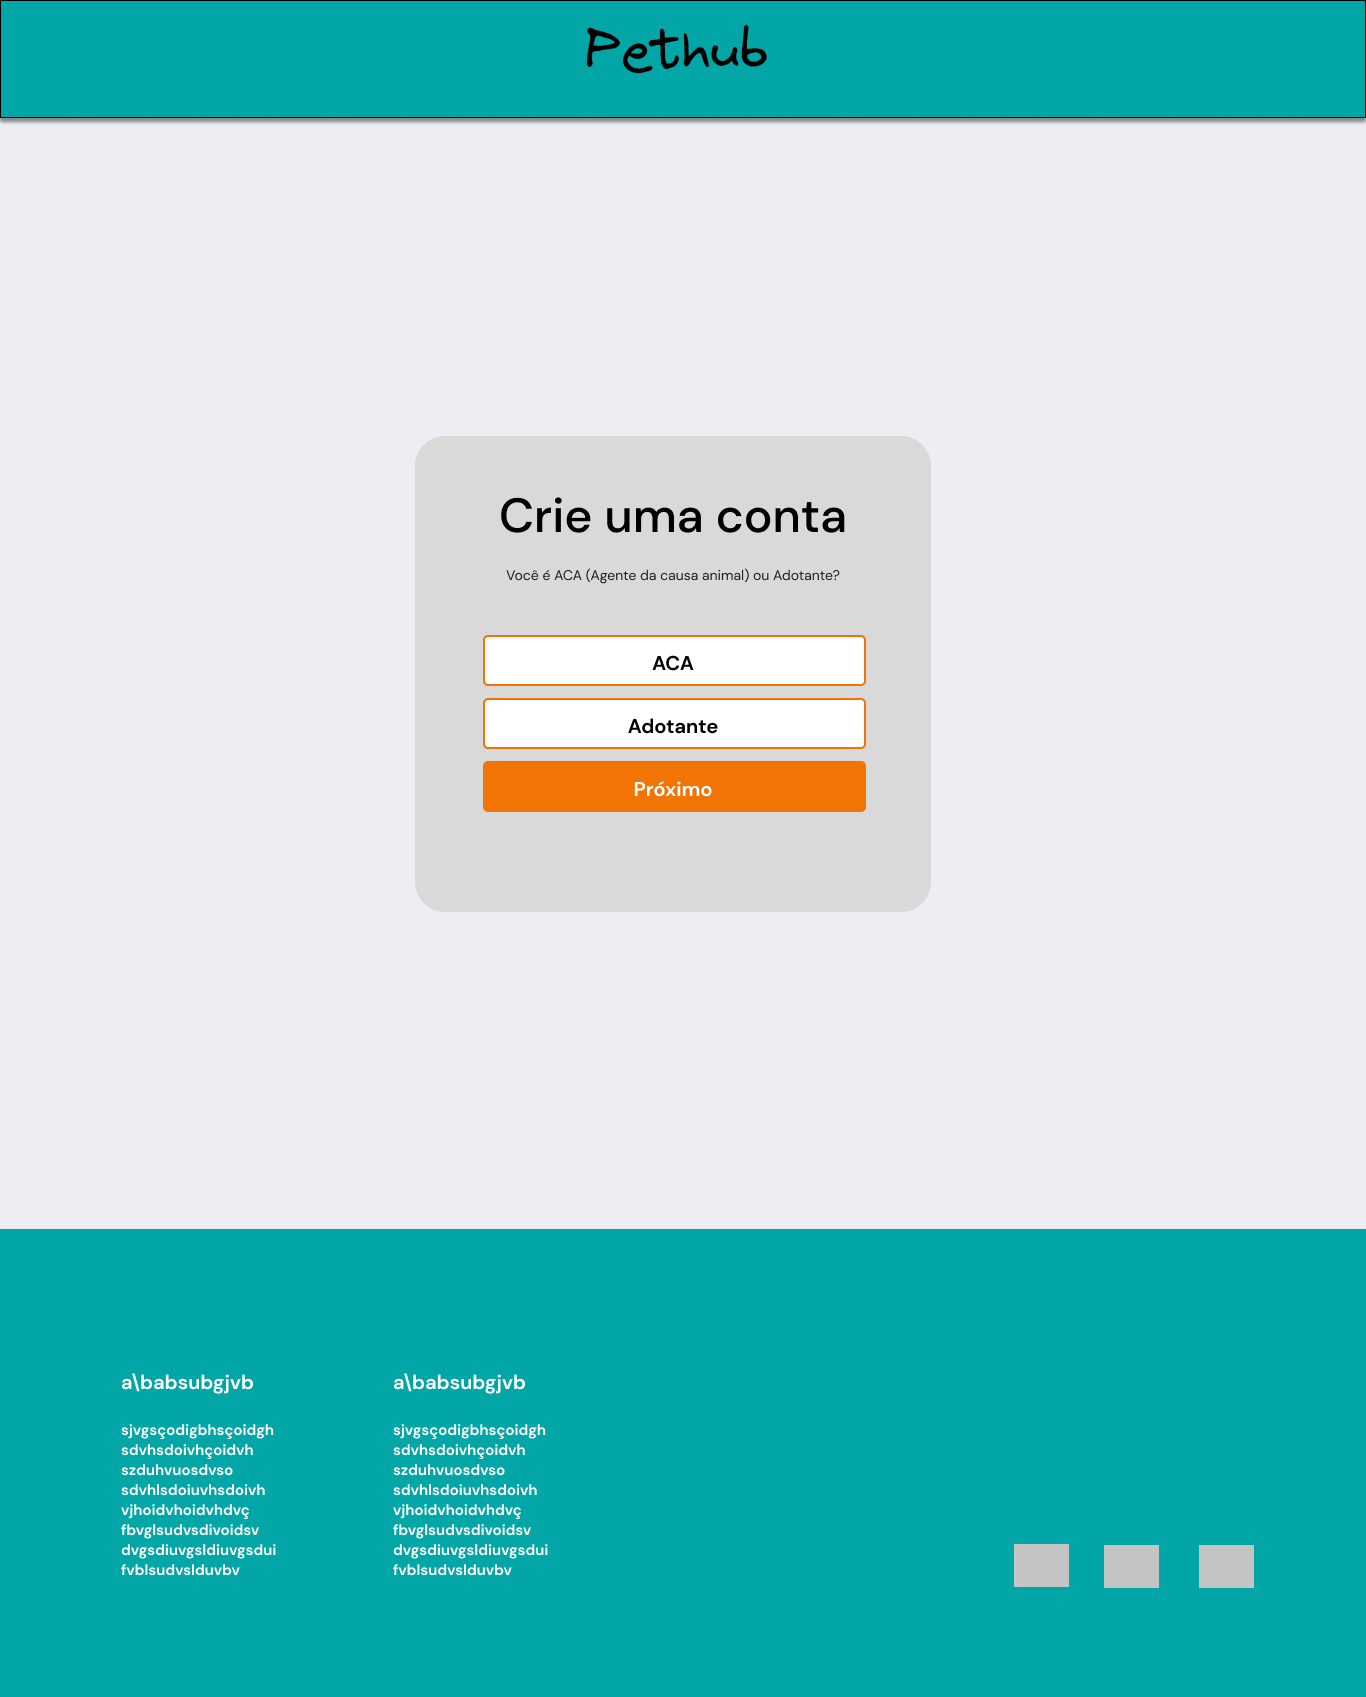 Pethub
Crie uma conta
Você é ACA (Agente da causa animal) ou Adotante?
ACA
Adotante
Próximo
a\babsubgjvb
sjvgsçodigbhsçoidgh
sdvhsdoivhçoidvh
szduhvuosdvso
sdvhlsdoiuvhsdoivh
vjhoidvhoidvhdvç
fbvglsudvsdivoidsv
dvgsdiuvgsldiuvgsdui
fvblsudvslduvbv
a\babsubgjvb
sjvgsçodigbhsçoidgh
sdvhsdoivhçoidvh
szduhvuosdvso
sdvhlsdoiuvhsdoivh
vjhoidvhoidvhdvç
fbvglsudvsdivoidsv
dvgsdiuvgsldiuvgsdui
fvblsudvslduvbv